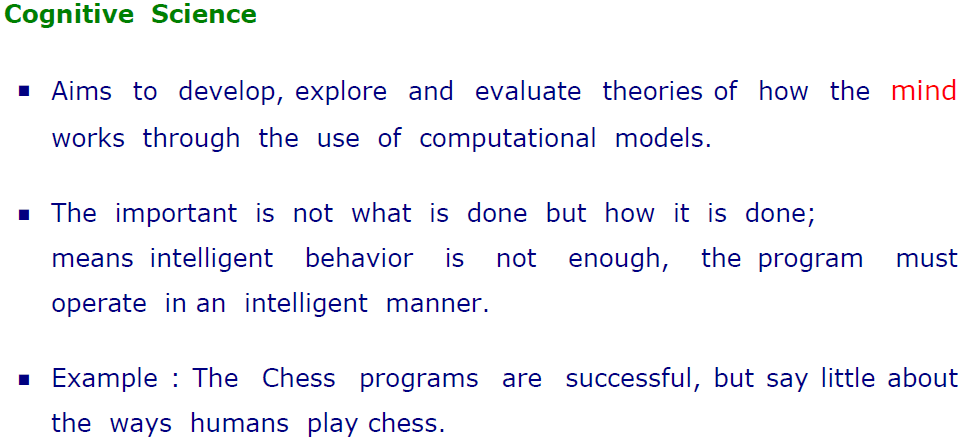 Cognitive Science
▪ Aims to develop, explore and evaluate theories of how the mind
works through the use of computational models.
▪ The important is not what is done but how it is done;
means intelligent behavior is not enough, the program must
operate in an intelligent manner.
▪ Example : The Chess programs are successful, but say little about
the ways humans play chess.